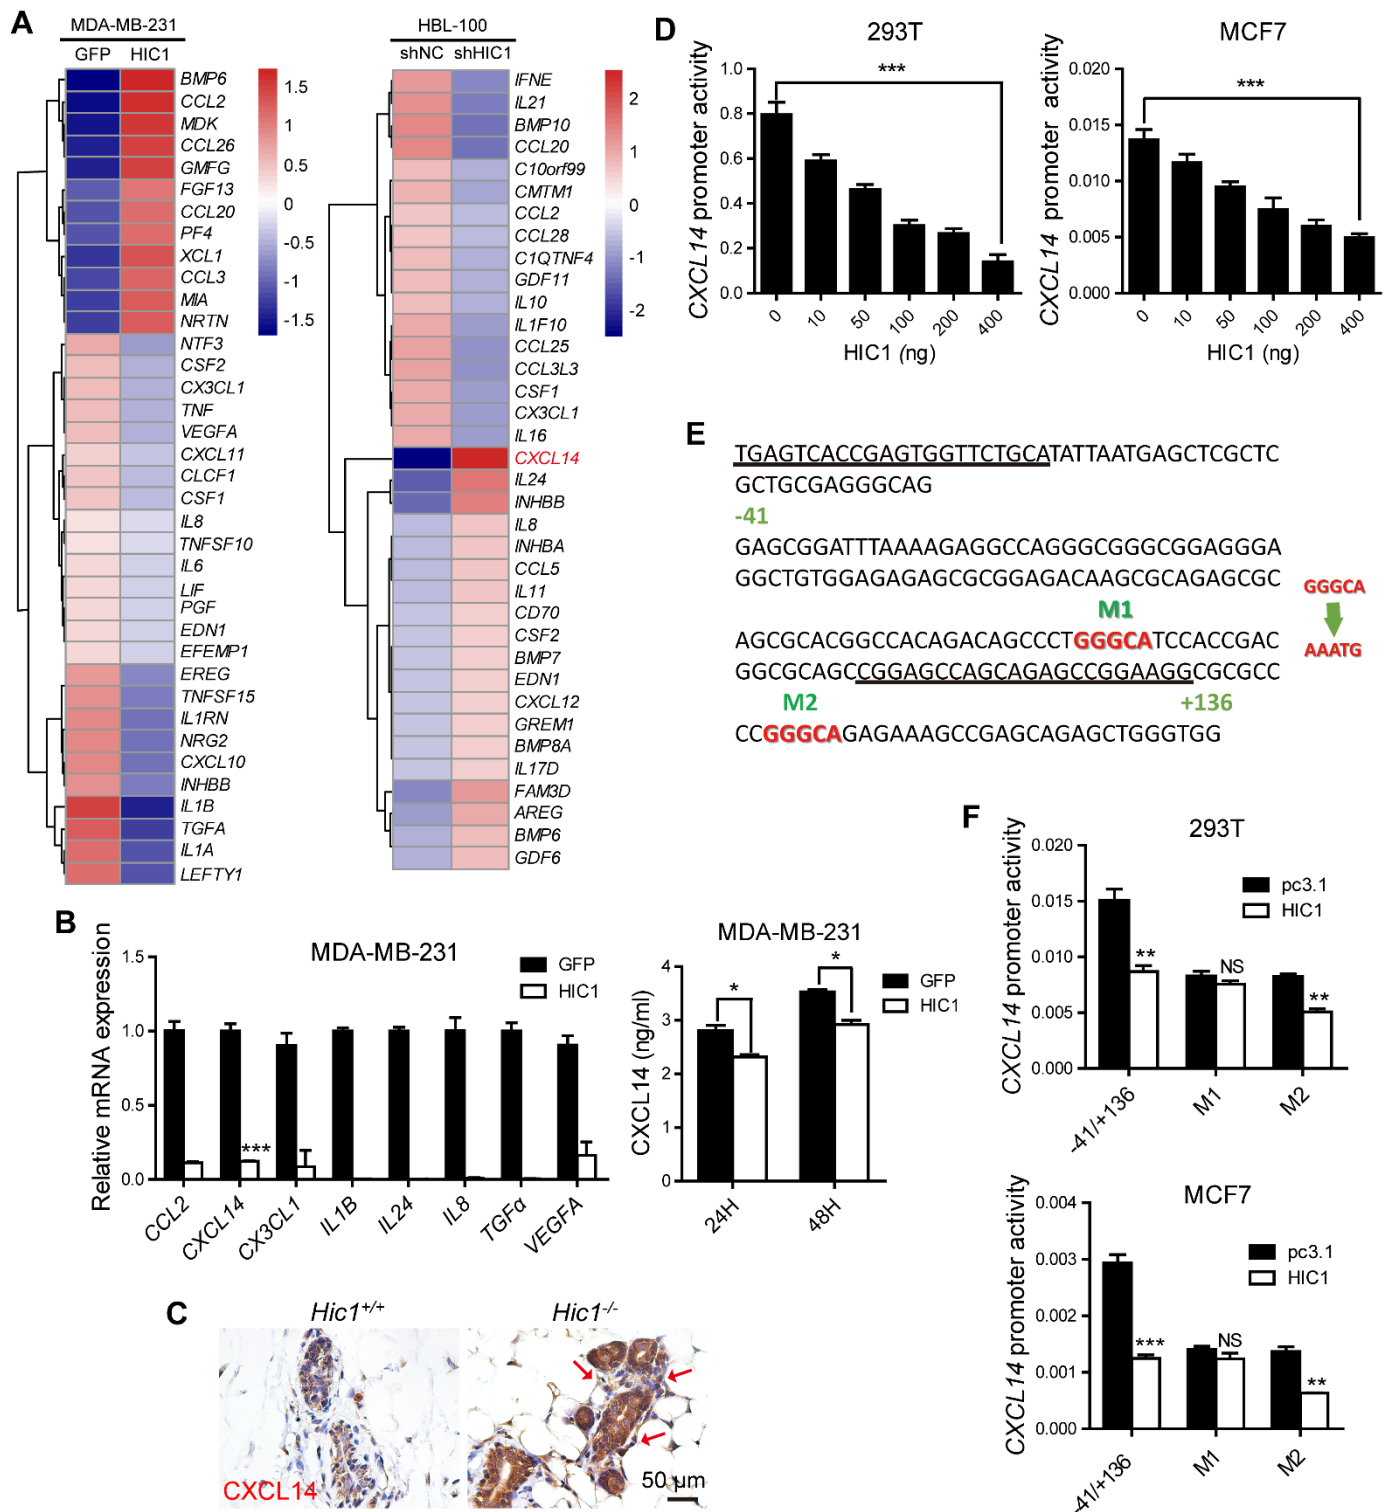 A
MDA-MB-231
GFP HIC1
BMP6
CCL2
MDK
CCL26
GMFG
FGF13
CCL20
PF4
XCL1
CCL3
MIA
NRTN
NTF3
CSF2
CX3CL1
TNF
VEGFA
CXCL11
CLCF1
CSF1
IL8
TNFSF10
IL6
LIF
PGF
EDN1
EFEMP1
EREG
TNFSF15
IL1RN
NRG2
CXCL10
INHBB
IL1B
TGFA
IL1A
LEFTY1
1.5
1
0.5
0
-0.5
-1
-1.5
HBL-100
shNC shHIC1
IFNE
IL21
BMP10
CCL20
C10orf99
CMTM1
CCL2
CCL28
C1QTNF4
GDF11
IL10
IL1F10
CCL25
CCL3L3
CSF1
CX3CL1
IL16
CXCL14
IL24
INHBB
IL8
INHBA
CCL5
IL11
CD70
CSF2
BMP7
EDN1
CXCL12
GREM1
BMP8A
IL17D
FAM3D
AREG
BMP6
GDF6
2
1
0
-1
-2
B
MDA-MB-231
Relative mRNA expression
1.5
1.0
0.5
0.0
GFP
HIC1
***
CCL2 CXCL14 CX3CL1 IL1B IL24 IL8 TGFα VEGFA
MDA-MB-231
CXCL14 (ng/ml)
4
3
2
1
0
GFP
HIC1
* *
24H 48H
C
Hic1+/+ Hic1-/-
CXCL14
50 µm
D
293T
CXCL14 promoter activity
1.0
0.8
0.6
0.4
0.2
0.0
***
0 10 50 100 200 400
HIC1 (ng)
MCF7
CXCL14 promoter activity
0.020
0.015
0.010
0.005
0.000
***
0 10 50 100 200 400
HIC1 (ng)
E
TGAGTCACCGAGTGGTTCTGCATATTAATGAGCTCGCTC
GCTGCGAGGGCAG
-41
GAGCGGATTTAAAAGAGGCCAGGGCGGGCGGAGGGA
GGCTGTGGAGAGAGCGCGGAGACAAGCGCAGAGCGC
M1
AGCGCACGGCCACAGACAGCCCTGGGCATCCACCGAC
GGCGCAGCCGGAGCCAGCAGAGCCGGAAGGCGCGCC
M2 +136
CCGGGCAGAGAAAGCCGAGCAGAGCTGGGTGG
GGGCA
AAATG
F
293T
CXCL14 promoter activity
0.020
0.015
0.010
0.005
0.000
pc3.1
HIC1
** NS **
-41/+136 M1 M2
MCF7
CXCL14 promoter activity
0.004
0.003
0.002
0.001
0.000
pc3.1
HIC1
*** NS **
-41/+136 M1 M2